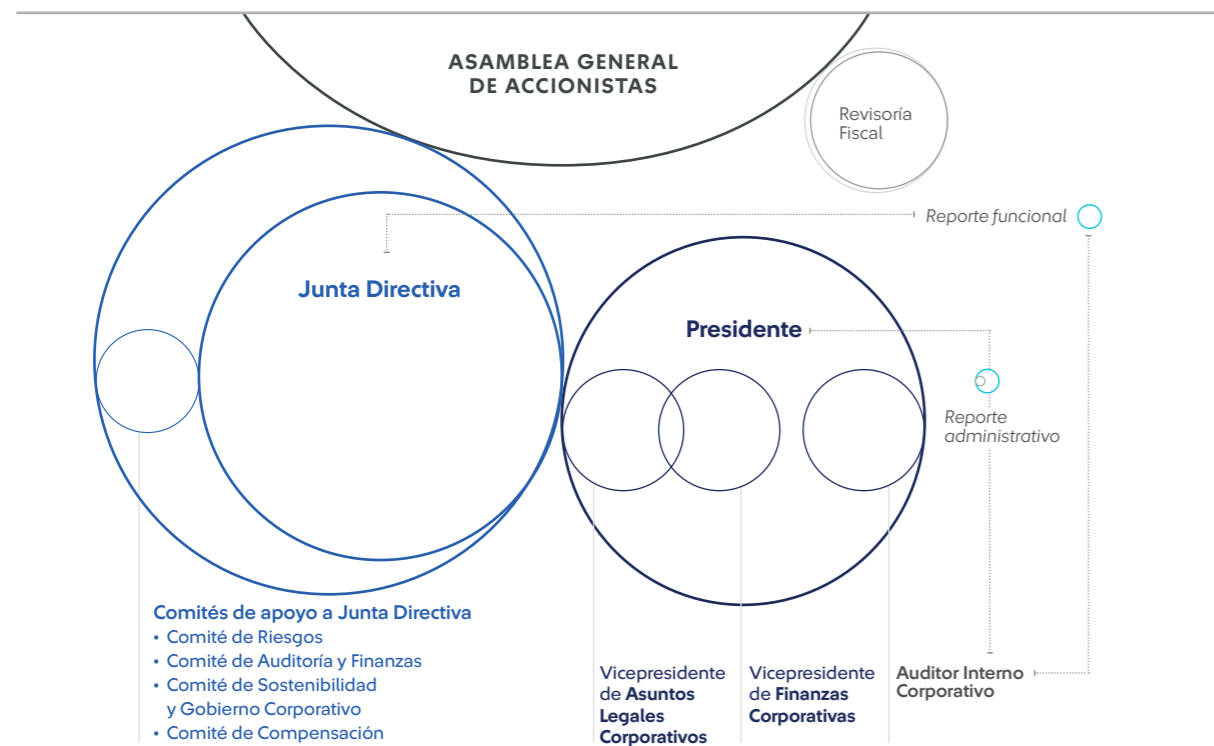 ASAMBLEA GENERAL
DE ACCIONISTAS
Revisoría
Fiscal
Reporte funcional
Junta Directiva
Presidente
Reporte
administrativo
Comités de apoyo a Junta Directiva
• Comité de Riesgos
• Comité de Auditoría y Finanzas
• Comité de Sostenibilidad
y Gobierno Corporativo
• Comité de Compensación
Vicepresidente
de Asuntos
Legales
Corporativos
Vicepresidente
de Finanzas
Corporativas
Auditor Interno
Corporativo